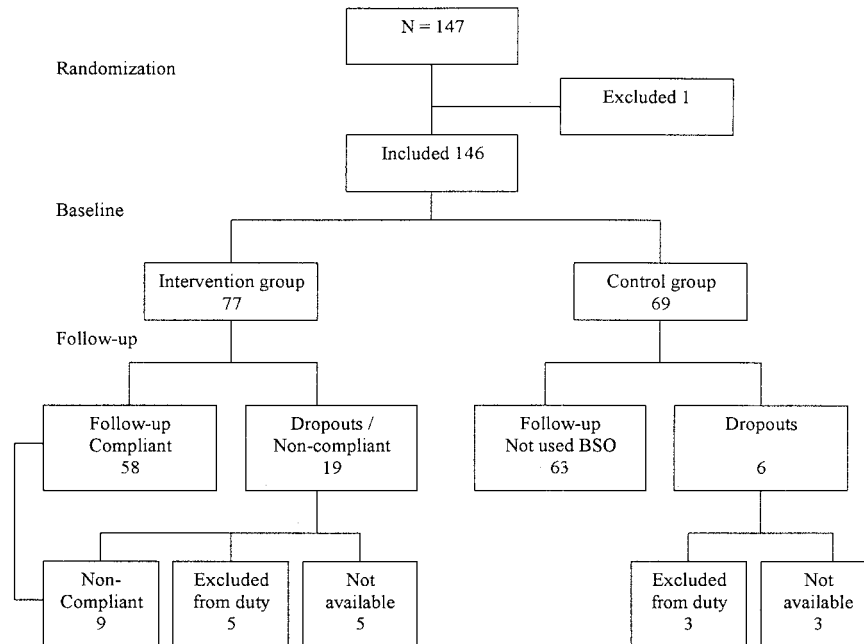 N = 147
Randomization
Excluded 1
Included 146
Baseline
Intervention group
77
Control group
69
Follow-up
Follow-up
Compliant
58
Dropouts /
Non-compliant
19
Follow-up
Not used BSO
63
Dropouts
6
Non-
Compliant
9
Excluded
from duty
5
Not
available
5
Excluded
from duty
3
Not
available
3